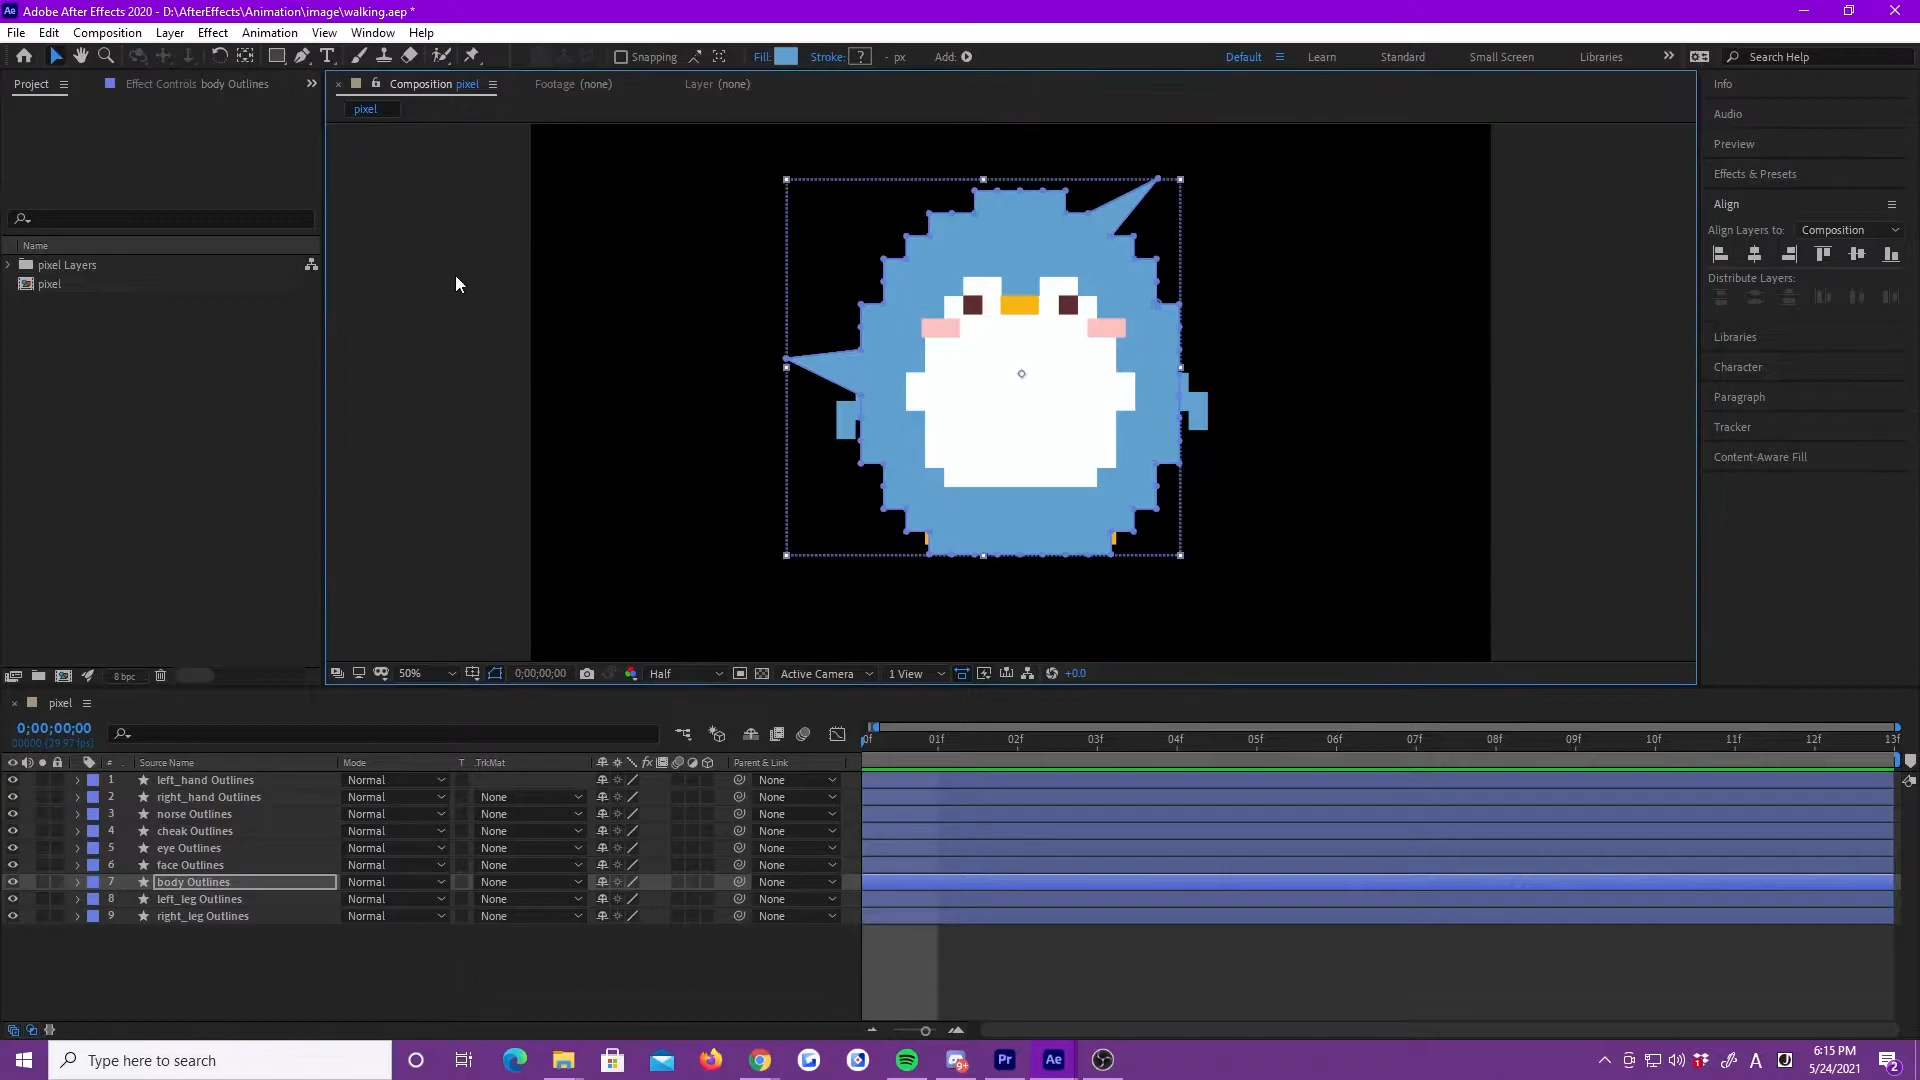 Ae Adobe After Effects 2020 - D:\AfterEffects\Animation\image\walking.aep *
File Edit Composition Layer Effect Animation View Window Help
Snapping Fill: Stroke: ? - px Add: Default Learn Standard Small Screen Libraries Search Help
Project Effect Controls body Outlines Composition pixel Footage (none) Layer (none) Info
pixel
Audio
Preview
Effects & Presets
Align
Align Layers to: Composition
Name
pixel Layers
pixel
Distribute Layers:
Libraries
Character
Paragraph
Tracker
Content-Aware Fill
8 bpc 50% 0;00;00;00 Half Active Camera 1 View +0.0
pixel
0;00;00;00
00000 (29.97 fps)
0f 01f 02f 03f 04f 05f 06f 07f 08f 09f 10f 11f 12f 13f
# Source Name Mode T .TrkMat fx Parent & Link
1 left_hand Outlines Normal None
2 right_hand Outlines Normal None None
3 norse Outlines Normal None None
4 cheak Outlines Normal None None
5 eye Outlines Normal None None
6 face Outlines Normal None None
7 body Outlines Normal None None
8 left_leg Outlines Normal None None
9 right_leg Outlines Normal None None
Type here to search 9+ Pr Ae A 6:15 PM
5/24/2021 2